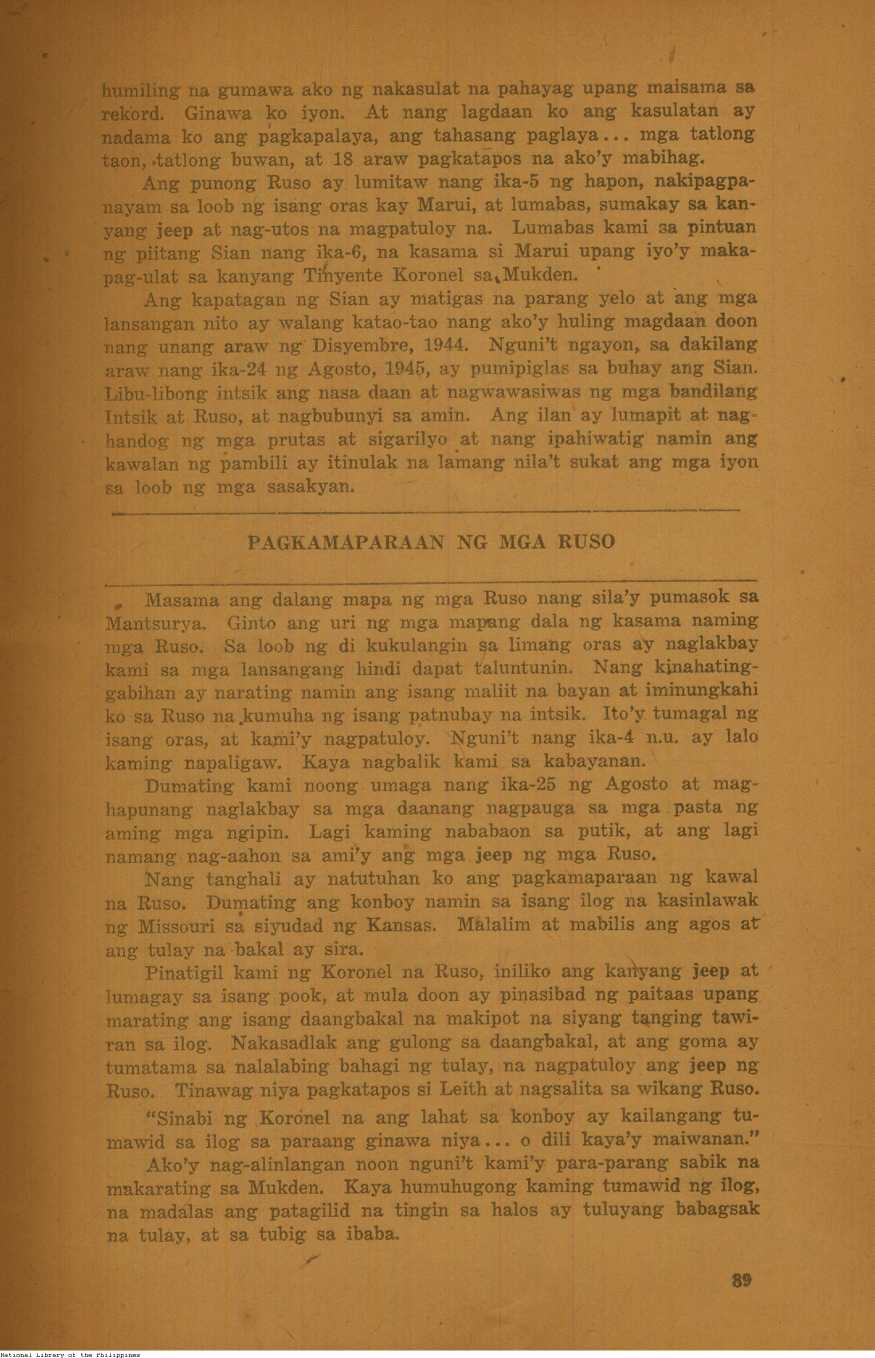 humiling na gumawa ako ng nakasulat na pahayag upang maisama sa
rekord. Ginawa ko iyon. At nang lagdaan ko ang kasulatan ay
nadama ko ang pagkapalaya, ang tahasang paglaya... mga tatlong
taon, tatlong buwan, at 18 araw pagkatapos na ako'y mabihag.
Ang punong Ruso ay lumitaw nang ika-5 ng hapon, nakipagpa-
nayam sa loob ng isang oras kay Marui, at lumabas, sumakay sa kan-
yang jeep at nag-utos na magpatuloy na. Lumabas kami sa pintuan
ng piitang Sian nang ika-6, na kasama si Marui upang iyo'y maka-
pag-ulat sa kanyang Tinyente Koronel sa Mukden.
Ang kapatagan ng Sian ay matigas na parang yelo at ang mga
lansangan nito ay walang katao-tao nang ako'y huling magdaan doon
nang unang araw ng Disyembre, 1944. Nguni't ngayon, sa dakilang
araw nang ika-24 ng Agosto, 1945, ay pumipiglas sa buhay ang Sian.
Libu-libong intsik ang nasa daan at nagwawasiwas ng mga bandilang
Intsik at Ruso, at nagbubunyi sa amin. Ang ilan ay lumapit at nag-
handog ng mga prutas at sigarilyo at nang ipahiwatig namin ang
kawalan ng pambili ay itinulak na lamang nila't sukat ang mga iyon
sa loob ng mga sasakyan.
PAGKAMAPARAAN NG MGA RUSO
Masama ang dalang mapa ng mga Ruso nang sila'y pumasok sa
Mantsurya. Ginto ang uri ng mga mapang dala ng kasama naming
mga Ruso. Sa loob ng di kukulangin sa limang oras ay naglakbay
kami sa mga lansangang hindi dapat taluntunin. Nang kinahating-
gabihan ay narating namin ang isang maliit na bayan at iminungkahi
ko sa Ruso na kumuha ng isang patnubay na intsik. Ito'y tumagal ng
isang oras, at kami'y nagpatuloy. Nguni't nang ika-4 n.u. ay lalo
kaming napaligaw. Kaya nagbalik kami sa kabayanan.
Dumating kami noong umaga nang ika-25 ng Agosto at mag-
hapunang naglakbay sa mga daanang nagpauga sa mga pasta ng
aming mga ngipin. Lagi kaming nababaon sa putik, at ang lagi
namang nag-aahon sa ami'y ang mga jeep ng mga Ruso.
Nang tanghali ay natutuhan ko ang pagkamaparaan ng kawal
na Ruso. Dumating ang konboy namin sa isang ilog na kasinlawak
ng Missouri sa siyudad ng Kansas. Malalim at mabilis ang agos at
ang tulay na bakal ay sira.
Pinatigil kami ng Koronel na Ruso, iniliko ang kanyang jeep at
lumagay sa isang pook, at mula doon ay pinasibad ng paitaas upang
marating ang isang daangbakal na makipot na siyang tanging tawi-
ran sa ilog. Nakasadlak ang gulong sa daangbakal, at ang goma ay
tumatama sa nalalabing bahagi ng tulay, na nagpatuloy ang jeep ng
Ruso. Tinawag niya pagkatapos si Leith at nagsalita sa wikang Ruso.
"Sinabi ng Koronel na ang lahat sa konboy ay kailangang tu-
mawid sa ilog sa paraang ginawa niya... o dili kaya'y maiwanan."
Ako'y nag-alinlangan noon nguni't kami'y para-parang sabik na
makarating sa Mukden. Kaya humuhugong kaming tumawid ng ilog,
na madalas ang patagilid na tingin sa halos ay tuluyang babagsak
na tulay, at sa tubig sa ibaba.
89
National Library of the Philippines